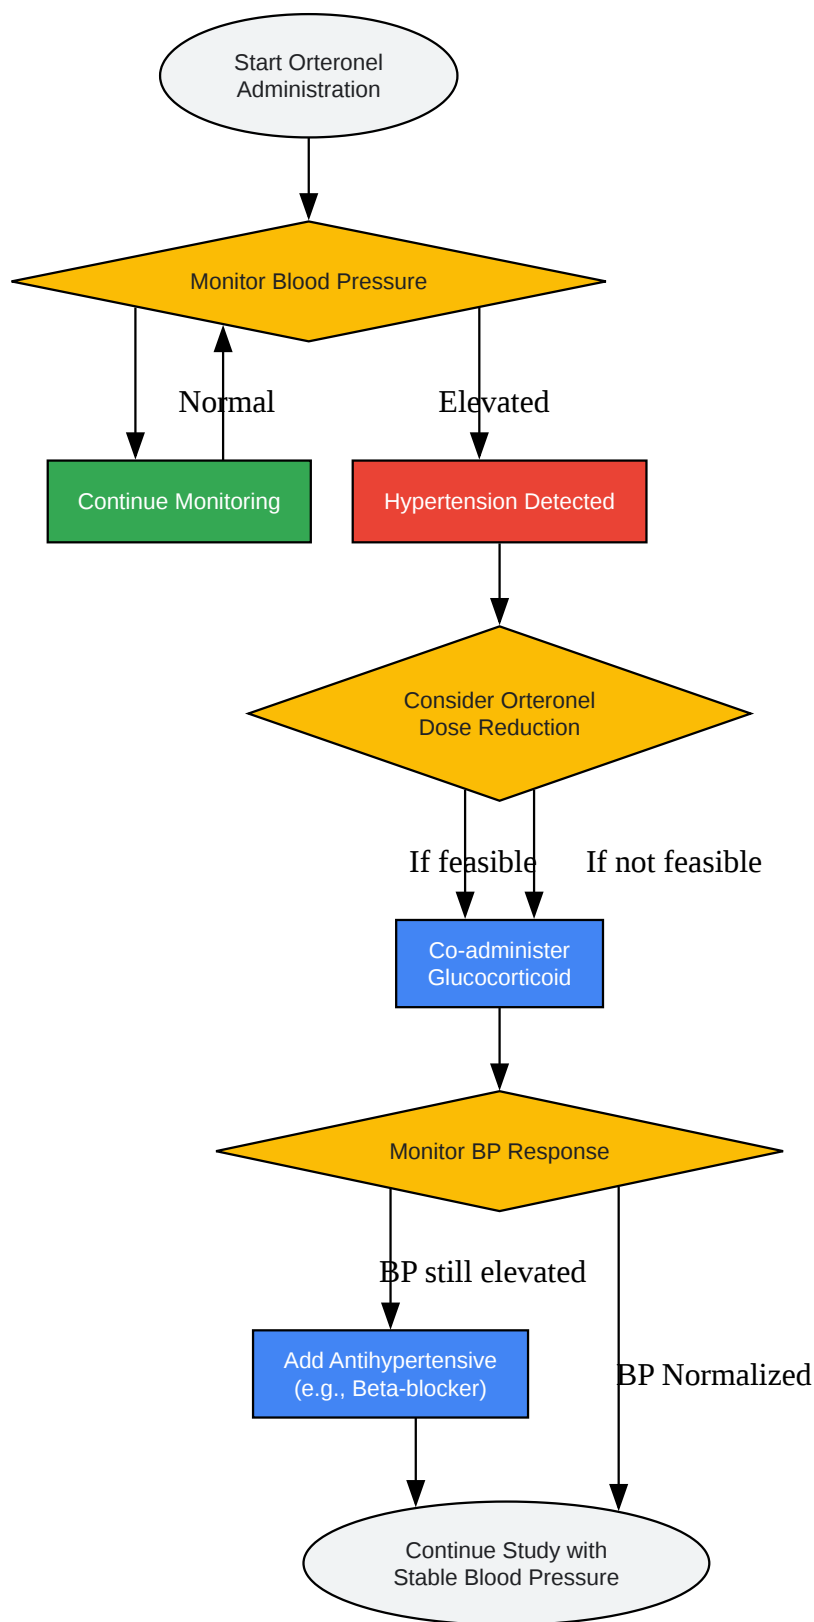 Start Orteronel
Administration
Monitor Blood Pressure
Normal
Elevated
Continue Monitoring
Hypertension Detected
Consider Orteronel
Dose Reduction
If feasible
If not feasible
Co-administer
Glucocorticoid
Monitor BP Response
BP still elevated
Add Antihypertensive
(e.g., Beta-blocker)
BP Normalized
Continue Study with
Stable Blood Pressure